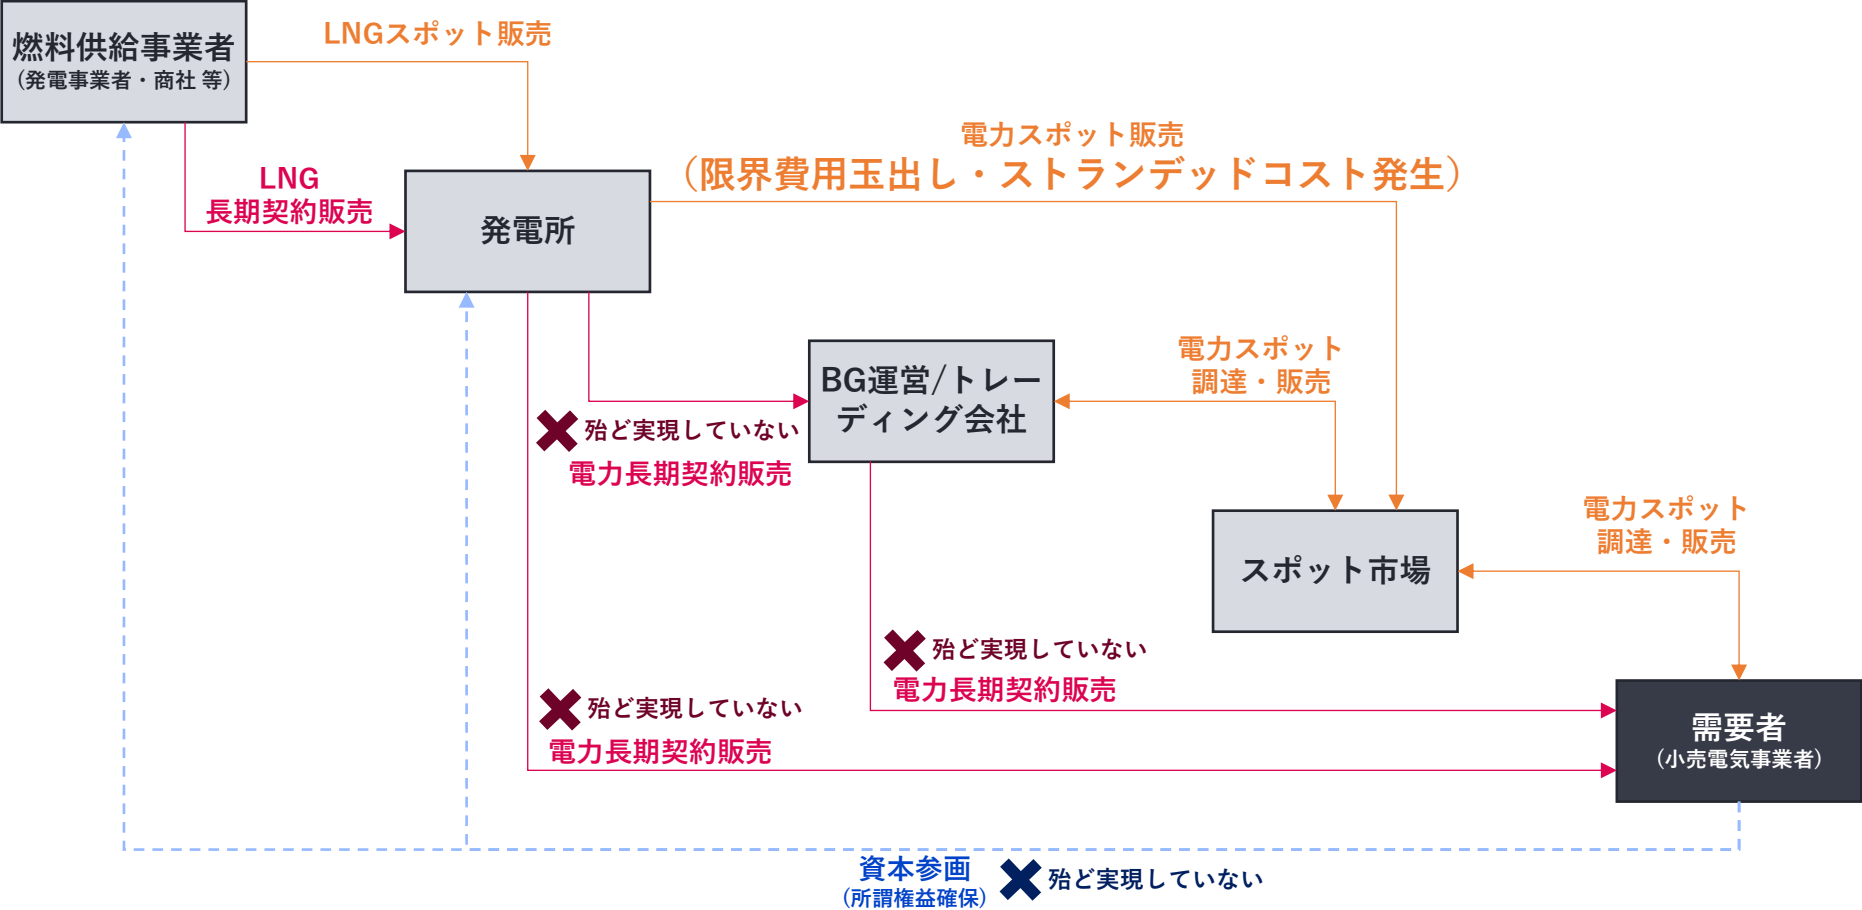 燃料供給事業者
（発電事業者・商社 等）
LNGスポット販売
LNG
長期契約販売
発電所
電力スポット販売
（限界費用玉出し・ストランデッドコスト発生）
BG運営/トレー
ディング会社
電力スポット
調達・販売
殆ど実現していない
電力長期契約販売
スポット市場
電力スポット
調達・販売
殆ど実現していない
電力長期契約販売
殆ど実現していない
電力長期契約販売
需要者
（小売電気事業者）
資本参画
（所謂権益確保）
殆ど実現していない